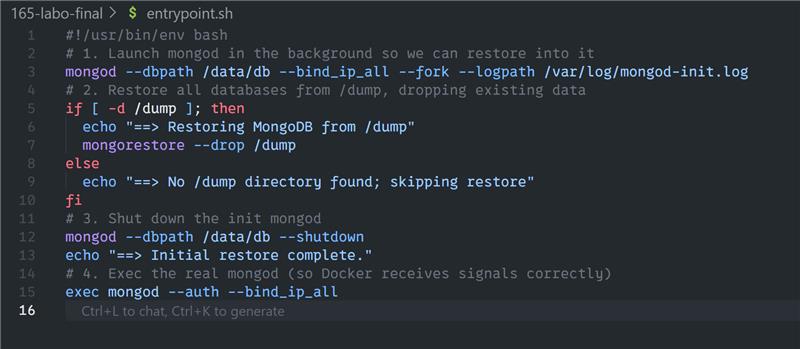 165-labo-final > $ entrypoint.sh
1 #!/usr/bin/env bash
2 # 1. Launch mongod in the background so we can restore into it
3 mongod --dbpath /data/db --bind_ip_all --fork --logpath /var/log/mongod-init.log
4 # 2. Restore all databases from /dump, dropping existing data
5 if [ -d /dump ]; then
6 echo "==> Restoring MongoDB from /dump"
7 mongorestore --drop /dump
8 else
9 echo "==> No /dump directory found; skipping restore"
10 fi
11 # 3. Shut down the init mongod
12 mongod --dbpath /data/db --shutdown
13 echo "==> Initial restore complete."
14 # 4. Exec the real mongod (so Docker receives signals correctly)
15 exec mongod --auth --bind_ip_all
16 Ctrl+L to chat, Ctrl+K to generate